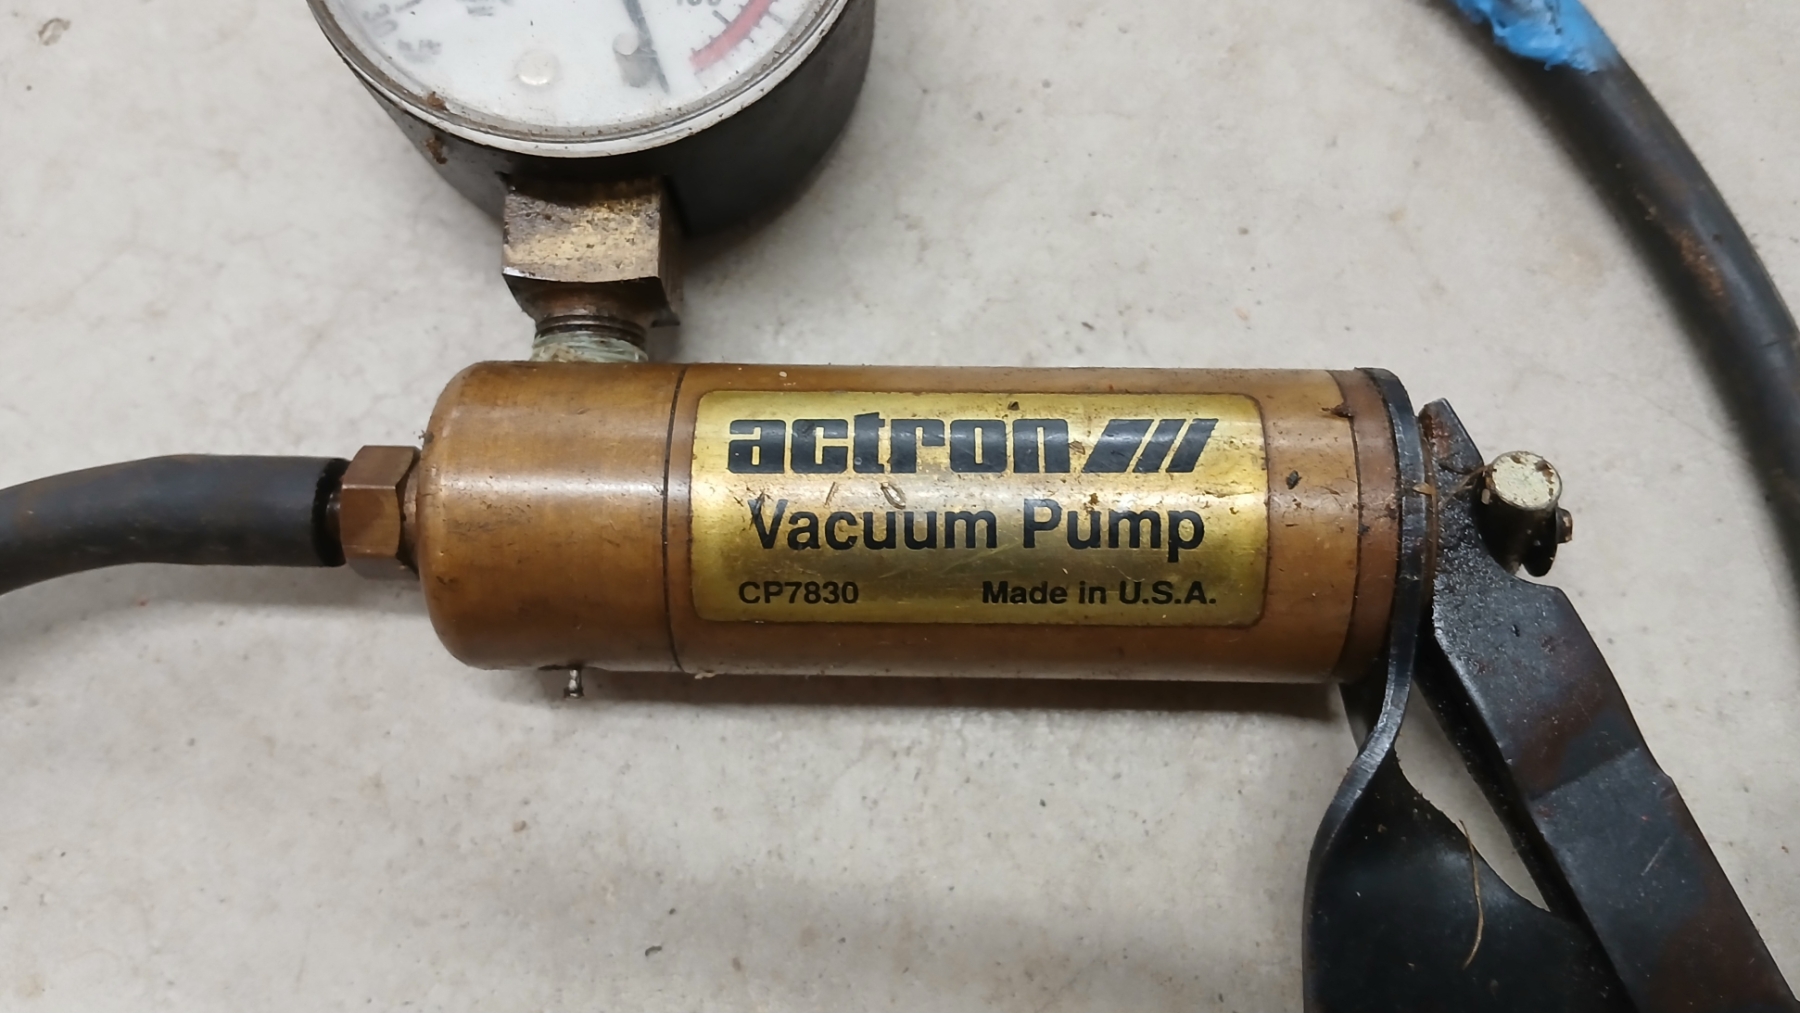 actron
Vacuum Pump
CP7830 Made in U.S.A.